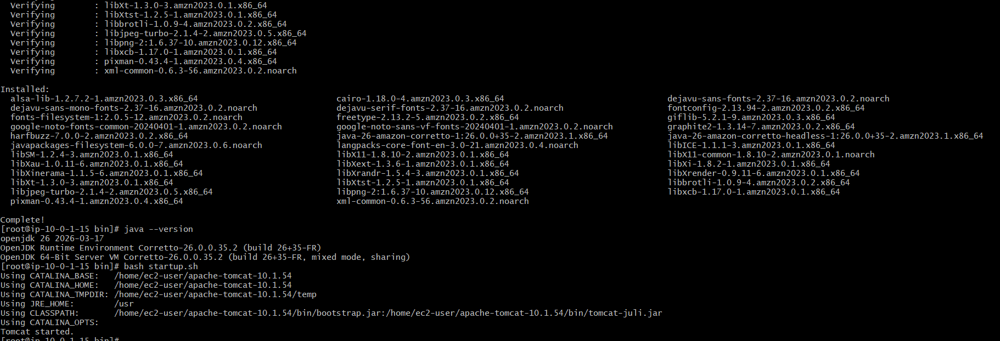 Verifying        : libXt-1.3.0-3.amzn2023.0.1.x86_64
Verifying        : libXtst-1.2.5-1.amzn2023.0.1.x86_64
Verifying        : libbrotli-1.0.9-4.amzn2023.0.2.x86_64
Verifying        : libjpeg-turbo-2.1.4-2.amzn2023.0.5.x86_64
Verifying        : libpng-2:1.6.37-10.amzn2023.0.12.x86_64
Verifying        : libxcb-1.17.0-1.amzn2023.0.1.x86_64
Verifying        : pixman-0.43.4-1.amzn2023.0.4.x86_64
Verifying        : xml-common-0.6.3-56.amzn2023.0.2.noarch
Installed:
alsa-lib-1.2.7.2-1.amzn2023.0.3.x86_64 cairo-1.18.0-4.amzn2023.0.3.x86_64 dejavu-sans-fonts-2.37-16.amzn2023.0.2.noarch
dejavu-sans-mono-fonts-2.37-16.amzn2023.0.2.noarch dejavu-serif-fonts-2.37-16.amzn2023.0.2.noarch fontconfig-2.13.94-2.amzn2023.0.2.x86_64
fonts-filesystem-1:2.0.5-12.amzn2023.0.2.noarch freetype-2.13.2-5.amzn2023.0.2.x86_64 giflib-5.2.1-9.amzn2023.0.3.x86_64
google-noto-fonts-common-20240401-1.amzn2023.0.2.noarch google-noto-sans-vf-fonts-20240401-1.amzn2023.0.2.noarch graphite2-1.3.14-7.amzn2023.0.2.x86_64
harfbuzz-7.0.0-2.amzn2023.0.2.x86_64 java-26-amazon-corretto-1:26.0.0+35-2.amzn2023.1.x86_64 java-26-amazon-corretto-headless-1:26.0.0+35-2.amzn2023.1.x86_64
javapackages-filesystem-6.0.0-7.amzn2023.0.6.noarch langpacks-core-font-en-3.0-21.amzn2023.0.4.noarch libICE-1.1.1-3.amzn2023.0.1.x86_64
libSM-1.2.4-3.amzn2023.0.1.x86_64 libX11-1.8.10-2.amzn2023.0.1.x86_64 libX11-common-1.8.10-2.amzn2023.0.1.noarch
libXau-1.0.11-6.amzn2023.0.1.x86_64 libXext-1.3.6-1.amzn2023.0.1.x86_64 libXi-1.8.2-1.amzn2023.0.1.x86_64
libXinerama-1.1.5-6.amzn2023.0.1.x86_64 libXrandr-1.5.4-3.amzn2023.0.1.x86_64 libXrender-0.9.11-6.amzn2023.0.1.x86_64
libXt-1.3.0-3.amzn2023.0.1.x86_64 libXtst-1.2.5-1.amzn2023.0.1.x86_64 libbrotli-1.0.9-4.amzn2023.0.2.x86_64
libjpeg-turbo-2.1.4-2.amzn2023.0.5.x86_64 libpng-2:1.6.37-10.amzn2023.0.12.x86_64 libxcb-1.17.0-1.amzn2023.0.1.x86_64
pixman-0.43.4-1.amzn2023.0.4.x86_64 xml-common-0.6.3-56.amzn2023.0.2.noarch
Complete!
[root@ip-10-0-1-15 bin]# java --version
openjdk 26 2026-03-17
OpenJDK Runtime Environment Corretto-26.0.0.35.2 (build 26+35-FR)
OpenJDK 64-Bit Server VM Corretto-26.0.0.35.2 (build 26+35-FR, mixed mode, sharing)
[root@ip-10-0-1-15 bin]# bash startup.sh
Using CATALINA_BASE:   /home/ec2-user/apache-tomcat-10.1.54
Using CATALINA_HOME:   /home/ec2-user/apache-tomcat-10.1.54
Using CATALINA_TMPDIR: /home/ec2-user/apache-tomcat-10.1.54/temp
Using JRE_HOME:        /usr
Using CLASSPATH:       /home/ec2-user/apache-tomcat-10.1.54/bin/bootstrap.jar:/home/ec2-user/apache-tomcat-10.1.54/bin/tomcat-juli.jar
Using CATALINA_OPTS:
Tomcat started.
[root@ip-10-0-1-15 bin]#